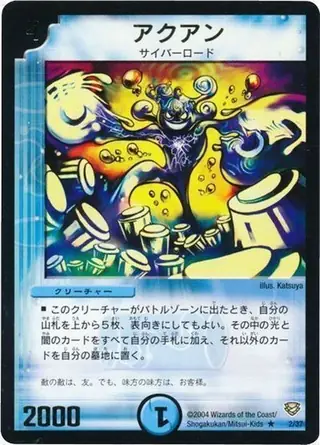 アクアン
サイバーロード
illus. Katsuya
クリーチャー
■ このクリーチャーがバトルゾーンに出たとき、自分の
山札を上から5枚、表向きにしてもよい。その中の光と
闇のカードをすべて自分の手札に加え、それ以外のカー
ドを自分の墓地に置く。
敵の敵は、友。でも、味方の味方は、お客様。
2000
©2004 Wizards of the Coast/
Shogakukan/Mitsui-Kids ★ 2/37